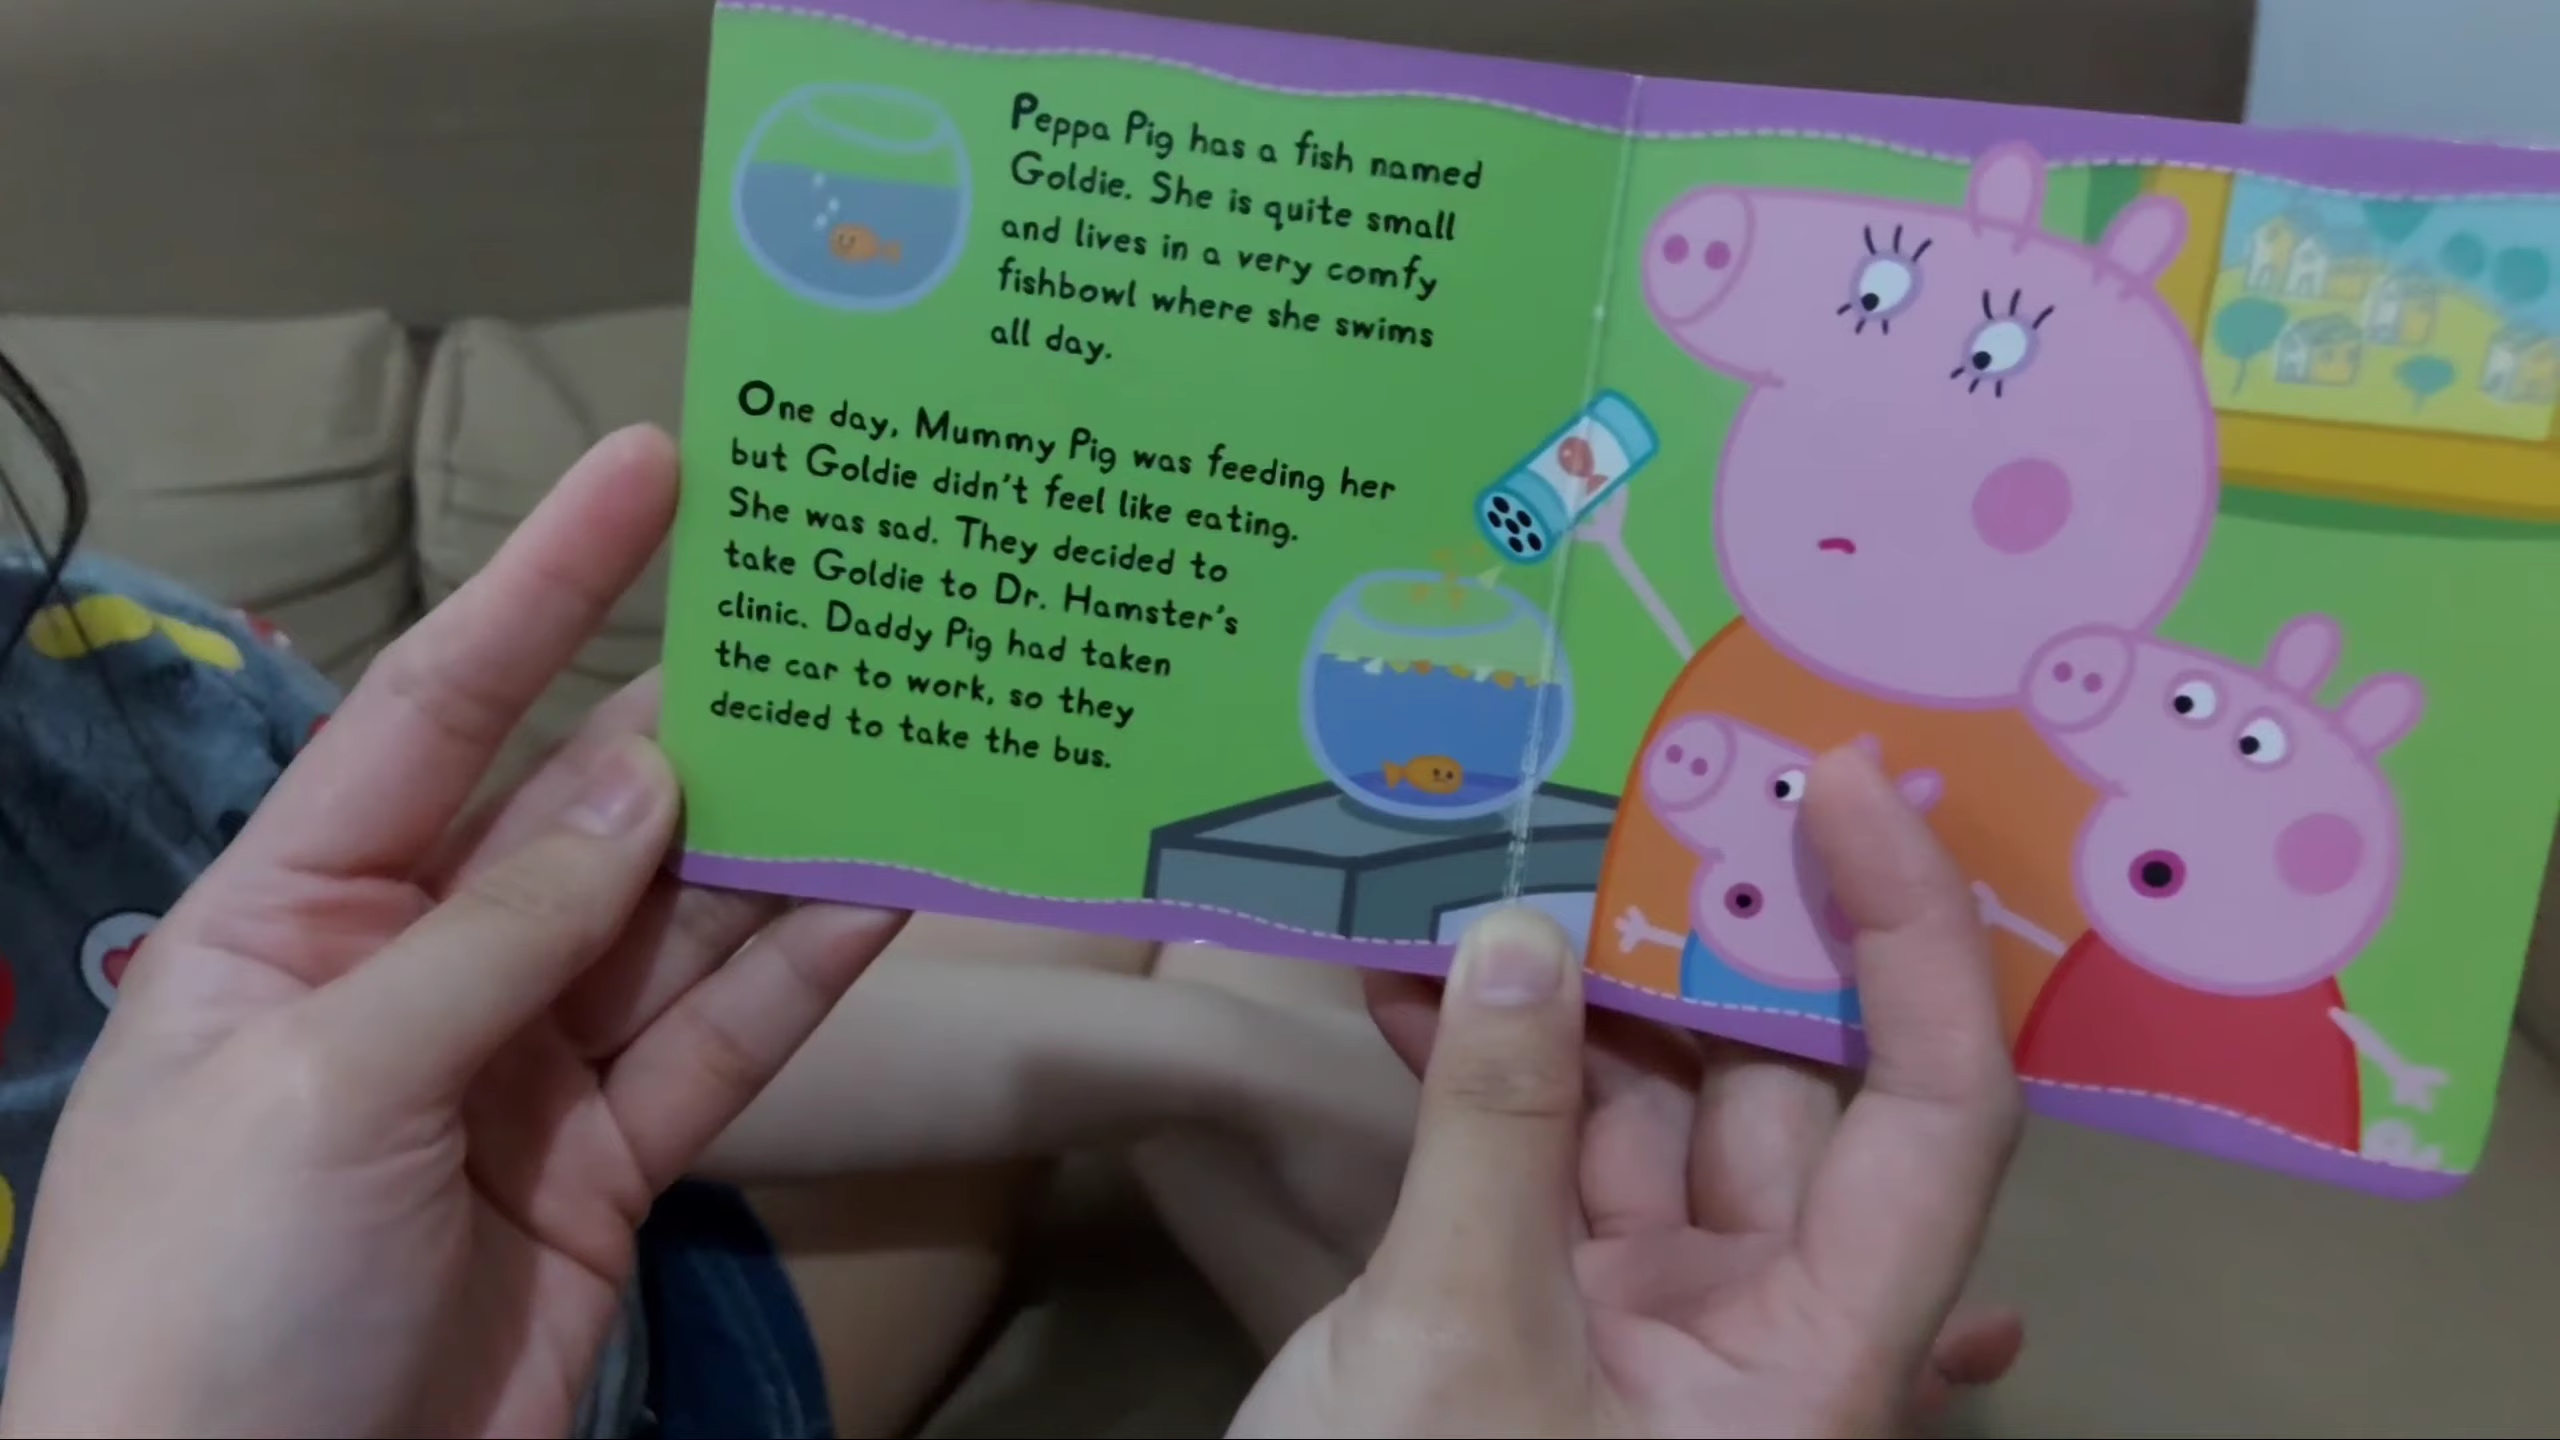 Peppa Pig has a fish named
Goldie. She is quite small
and lives in a very comfy
fishbowl where she swims
all day.
One day, Mummy Pig was feeding her
but Goldie didn't feel like eating.
She was sad. They decided to
take Goldie to Dr. Hamster's
clinic. Daddy Pig had taken
the car to work, so they
decided to take the bus.